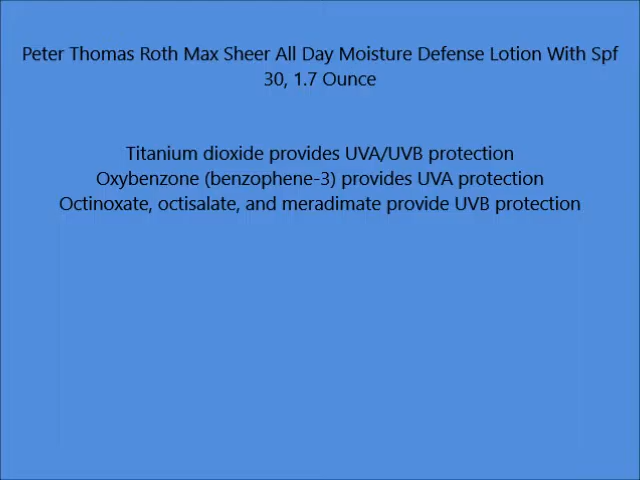 Peter Thomas Roth Max Sheer All Day Moisture Defense Lotion With Spf
30, 1.7 Ounce
Titanium dioxide provides UVA/UVB protection
Oxybenzone (benzophene-3) provides UVA protection
Octinoxate, octisalate, and meradimate provide UVB protection